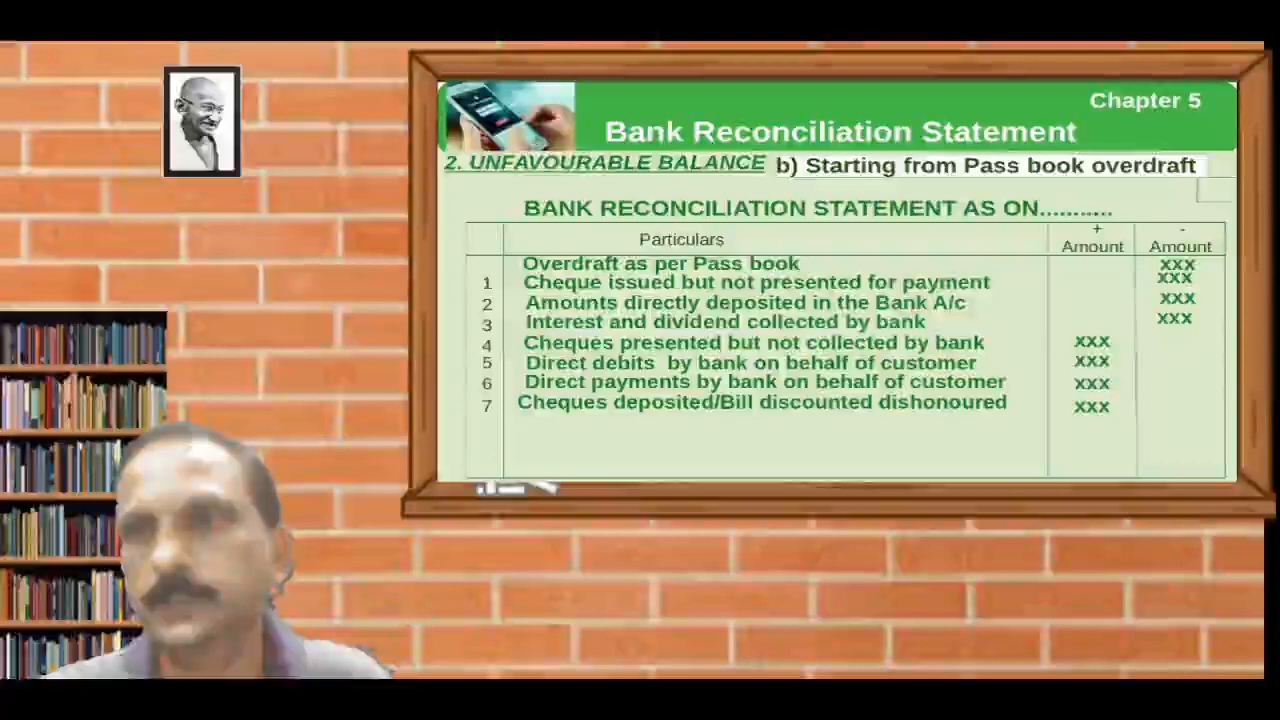 Chapter 5
Bank Reconciliation Statement
2. UNFAVOURABLE BALANCE b) Starting from Pass book overdraft
BANK RECONCILIATION STATEMENT AS ON...........
Particulars + Amount - Amount
Overdraft as per Pass book xxx
1 Cheque issued but not presented for payment xxx
2 Amounts directly deposited in the Bank A/c xxx
3 Interest and dividend collected by bank xxx
4 Cheques presented but not collected by bank xxx
5 Direct debits by bank on behalf of customer xxx
6 Direct payments by bank on behalf of customer xxx
7 Cheques deposited/Bill discounted dishonoured xxx